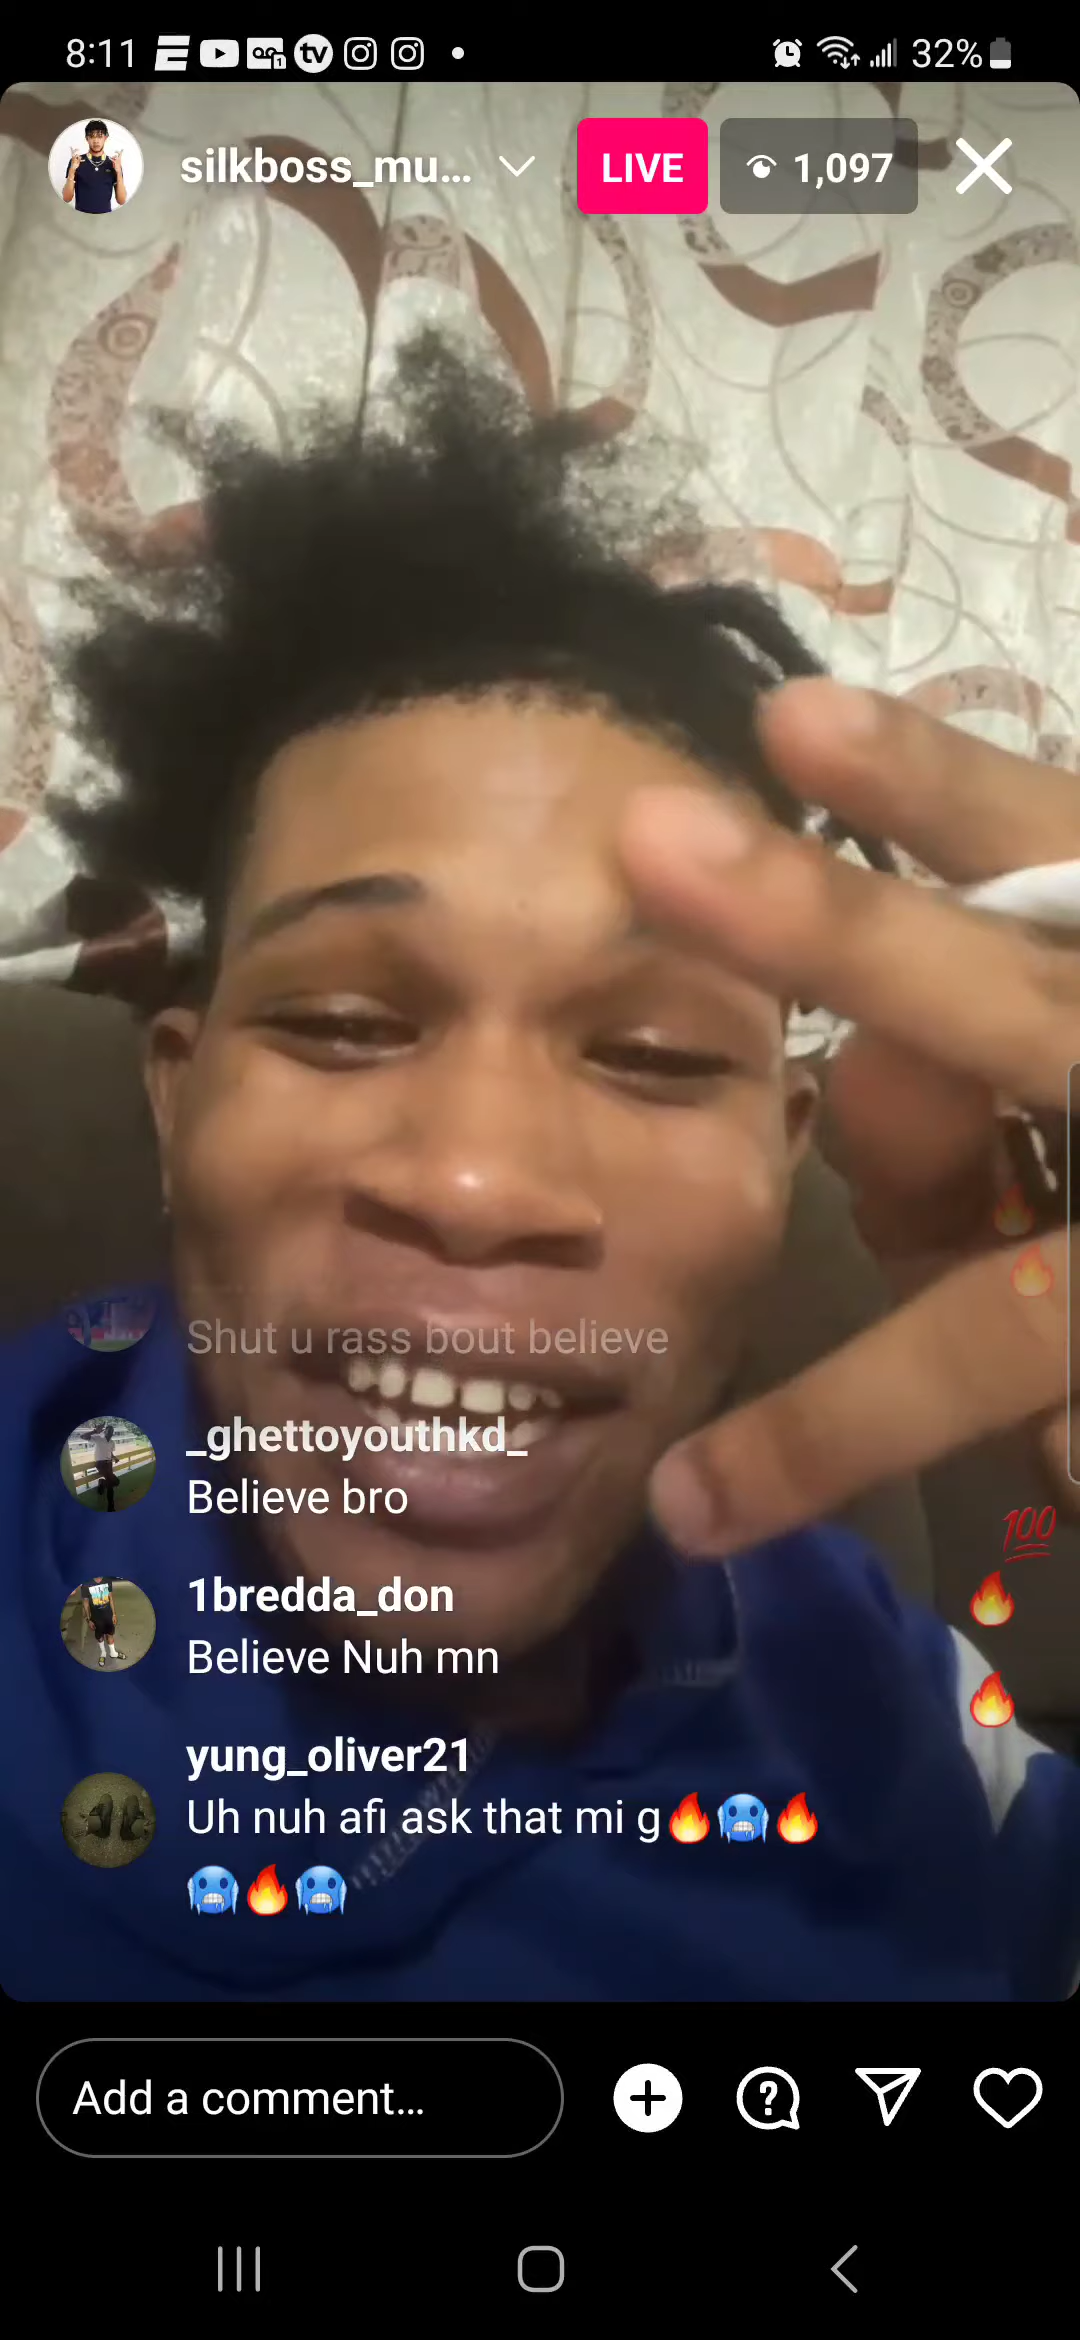 8:11
tv
32%
silkboss_mu...
LIVE
1,097
Shut u rass bout believe
_ghettoyouthkd_
Believe bro
1bredda_don
Believe Nuh mn
yung_oliver21
Uh nuh afi ask that mi g🔥🥶🔥
🥶🔥🥶
💯
Add a comment...